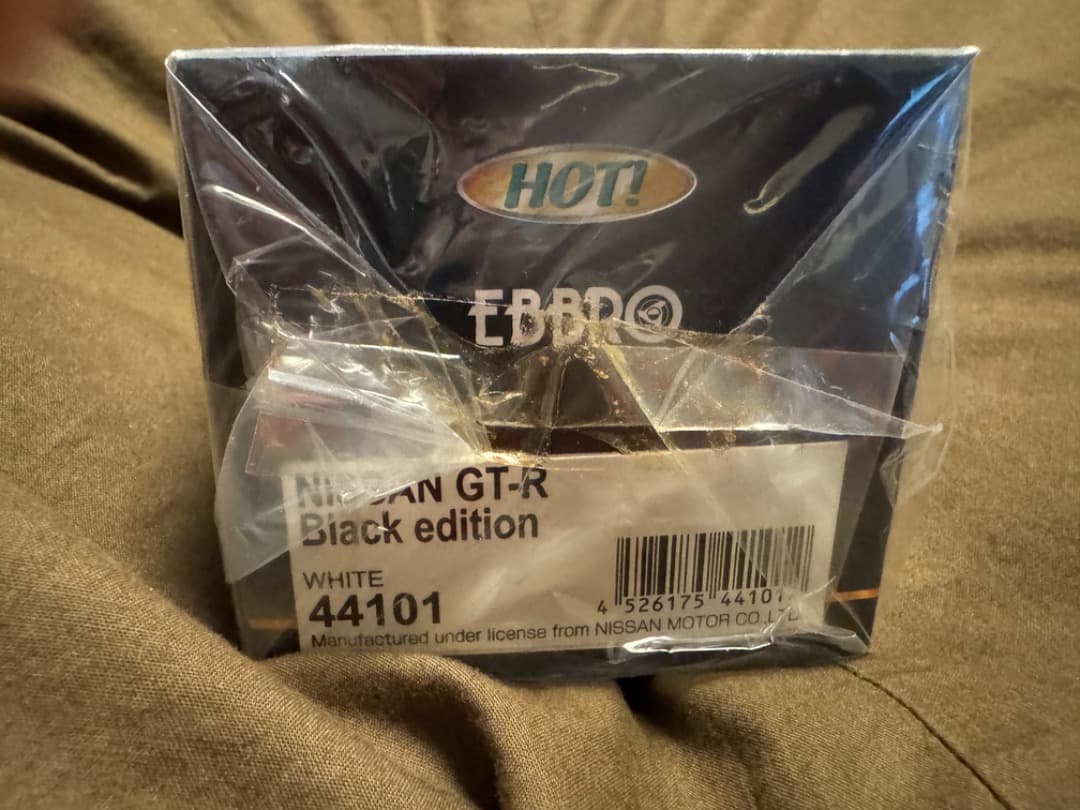 HOT!
EBBRO
NISSAN GT-R
Black edition
WHITE
44101
4 526175 44101
Manufactured under license from NISSAN MOTOR CO.,LTD